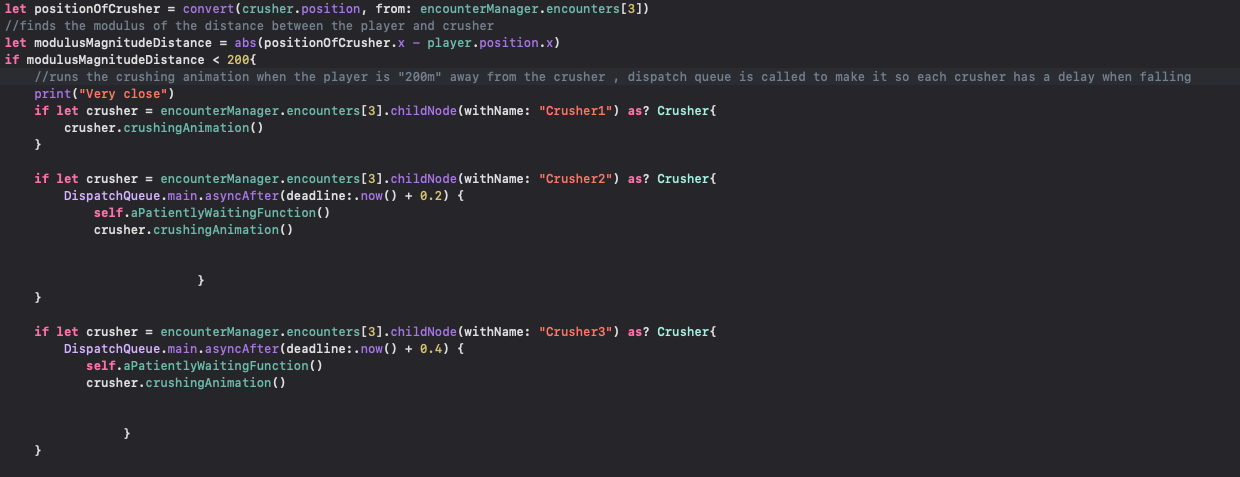 let positionOfCrusher = convert(crusher.position, from: encounterManager.encounters[3])
//finds the modulus of the distance between the player and crusher
let modulusMagnitudeDistance = abs(positionOfCrusher.x - player.position.x)
if modulusMagnitudeDistance < 200{
//runs the crushing animation when the player is "200m" away from the crusher , dispatch queue is called to make it so each crusher has a delay when falling
print("Very close")
if let crusher = encounterManager.encounters[3].childNode(withName: "Crusher1") as? Crusher{
crusher.crushingAnimation()
}
if let crusher = encounterManager.encounters[3].childNode(withName: "Crusher2") as? Crusher{
DispatchQueue.main.asyncAfter(deadline:.now() + 0.2) {
self.aPatientlyWaitingFunction()
crusher.crushingAnimation()
}
}
if let crusher = encounterManager.encounters[3].childNode(withName: "Crusher3") as? Crusher{
DispatchQueue.main.asyncAfter(deadline:.now() + 0.4) {
self.aPatientlyWaitingFunction()
crusher.crushingAnimation()
}
}